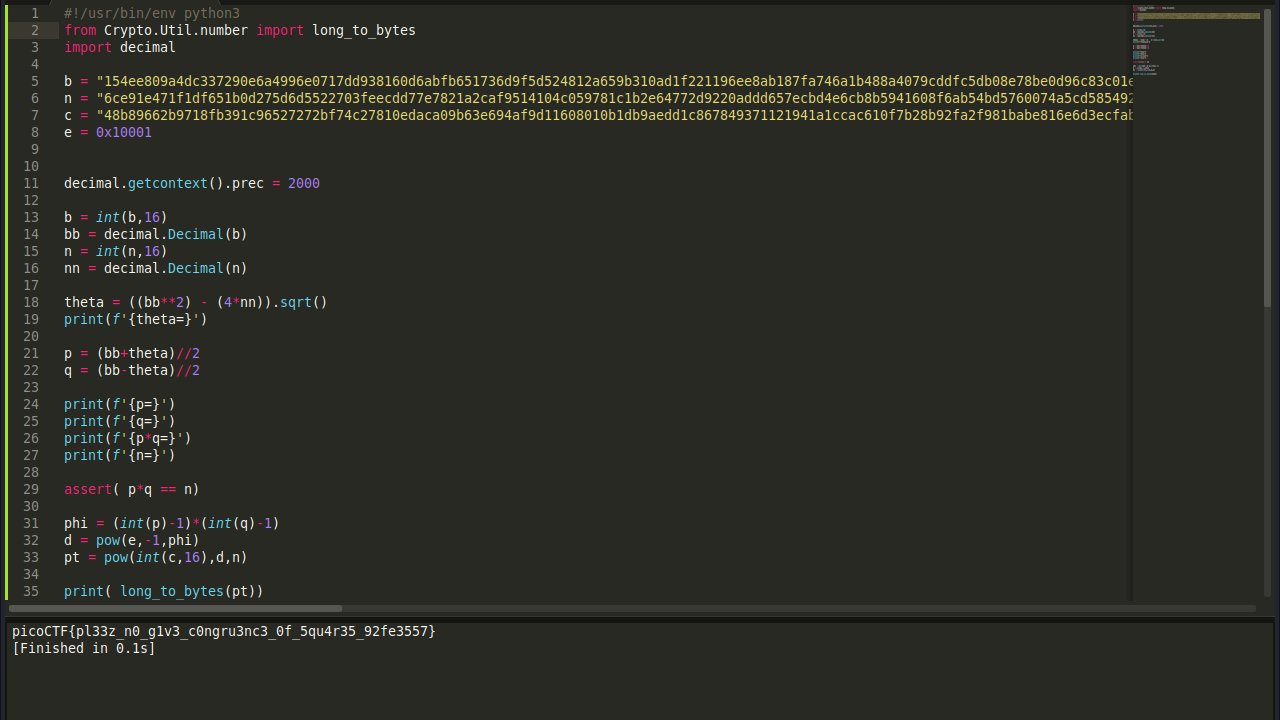 1 #!/usr/bin/env python3
2 from Crypto.Util.number import long_to_bytes
3 import decimal
4
5 b = "154ee809a4dc337290e6a4996e0717dd938160d6abfb651736d9f5d524812a659b310ad1f221196ee8ab187fa746a1b488a4079cddfc5db08e78be0d96c83c01e
6 n = "6ce91e471f1df651b0d275d6d5522703feecdd77e7821a2caf9514104c059781c1b2e64772d9220addd657ecbd4e6cb8b5941608f6ab54bd5760074a5cd585492
7 c = "48b89662b9718fb391c96527272bf74c27810edaca09b63e694af9d11608010b1db9aedd1c867849371121941a1ccac610f7b28b92fa2f981babe816e6d3ecfab
8 e = 0x10001
9
10
11 decimal.getcontext().prec = 2000
12
13 b = int(b,16)
14 bb = decimal.Decimal(b)
15 n = int(n,16)
16 nn = decimal.Decimal(n)
17
18 theta = ((bb**2) - (4*nn)).sqrt()
19 print(f'{theta=}')
20
21 p = (bb+theta)//2
22 q = (bb-theta)//2
23
24 print(f'{p=}')
25 print(f'{q=}')
26 print(f'{p*q=}')
27 print(f'{n=}')
28
29 assert( p*q == n)
30
31 phi = (int(p)-1)*(int(q)-1)
32 d = pow(e,-1,phi)
33 pt = pow(int(c,16),d,n)
34
35 print( long_to_bytes(pt))
picoCTF{pl33z_n0_g1v3_c0ngru3nc3_0f_5qu4r35_92fe3557}
[Finished in 0.1s]